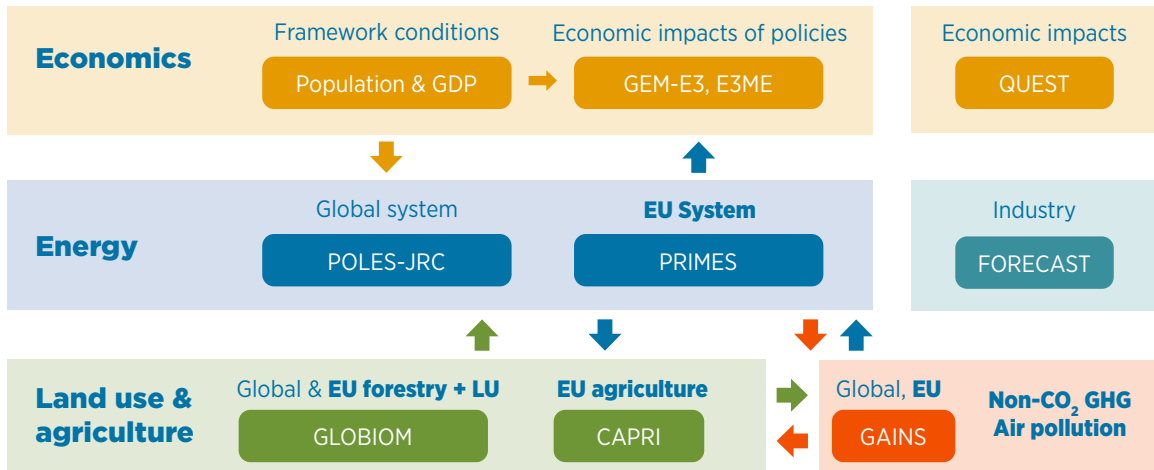 Economics
Framework conditions
Population & GDP
Economic impacts of policies
GEM-E3, E3ME
Economic impacts
QUEST
Energy
Global system
POLES-JRC
EU System
PRIMES
Industry
FORECAST
Land use &
agriculture
Global & EU forestry + LU
GLOBIOM
EU agriculture
CAPRI
Global, EU
GAINS
Non-CO₂ GHG
Air pollution